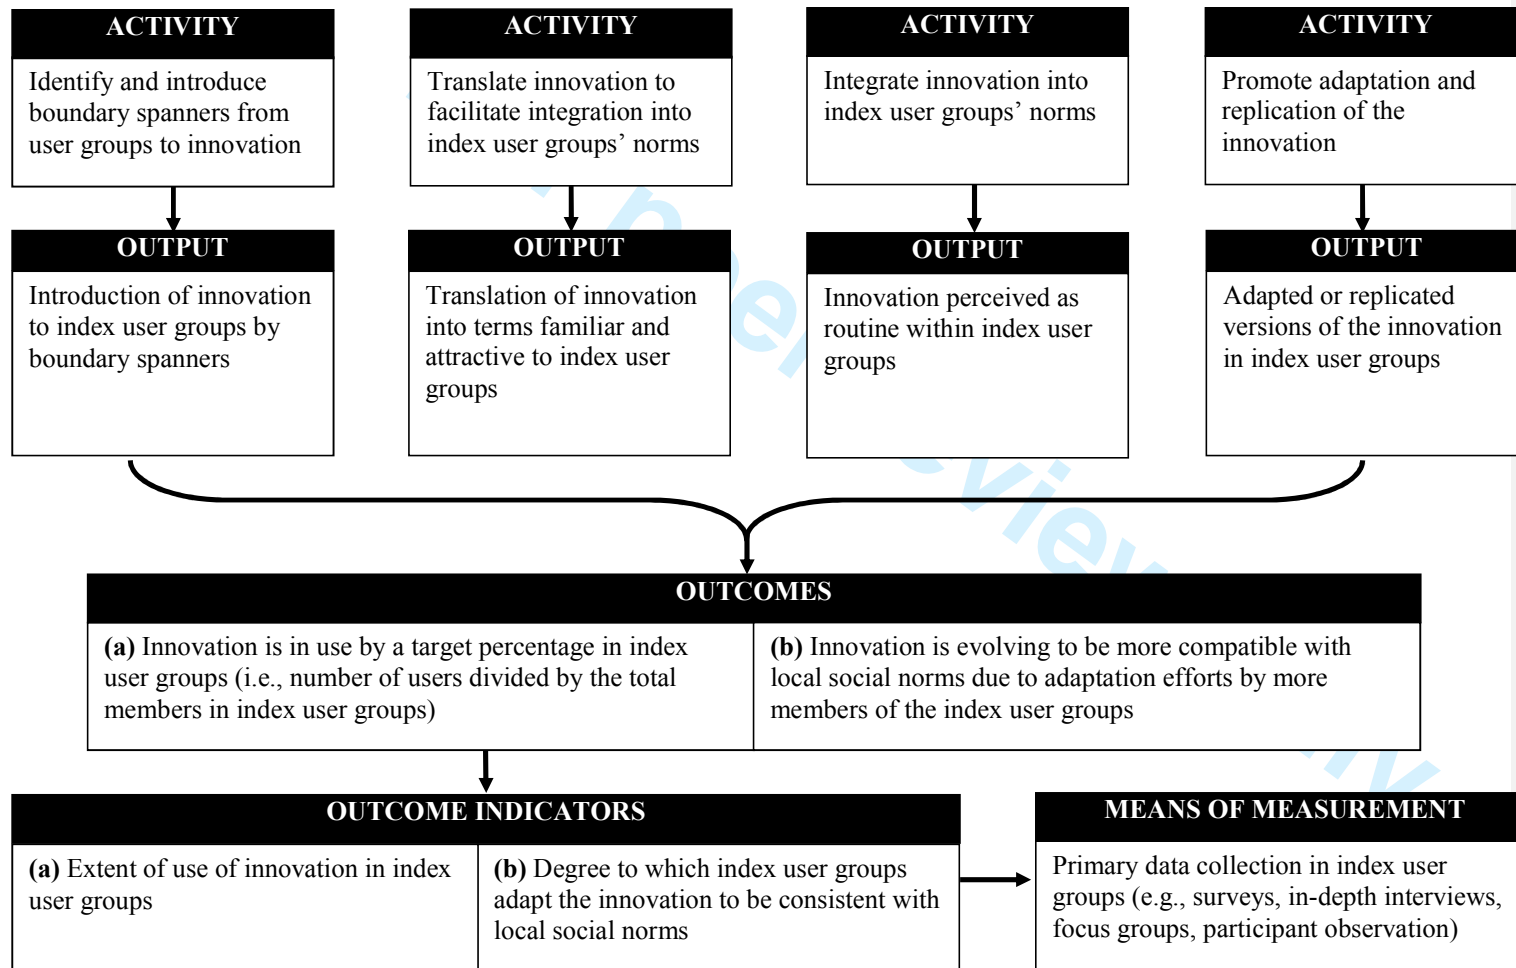 ACTIVITY
Identify and introduce
boundary spanners from
user groups to innovation
ACTIVITY
Translate innovation to
facilitate integration into
index user groups’ norms
ACTIVITY
Integrate innovation into
index user groups’ norms
ACTIVITY
Promote adaptation and
replication of the
innovation
OUTPUT
Introduction of innovation
to index user groups by
boundary spanners
OUTPUT
Translation of innovation
into terms familiar and
attractive to index user
groups
OUTPUT
Innovation perceived as
routine within index user
groups
OUTPUT
Adapted or replicated
versions of the innovation
in index user groups
OUTCOMES
(a) Innovation is in use by a target percentage in index
user groups (i.e., number of users divided by the total
members in index user groups)
(b) Innovation is evolving to be more compatible with
local social norms due to adaptation efforts by more
members of the index user groups
OUTCOME INDICATORS
(a) Extent of use of innovation in index
user groups
(b) Degree to which index user groups
adapt the innovation to be consistent with
local social norms
MEANS OF MEASUREMENT
Primary data collection in index user
groups (e.g., surveys, in-depth interviews,
focus groups, participant observation)